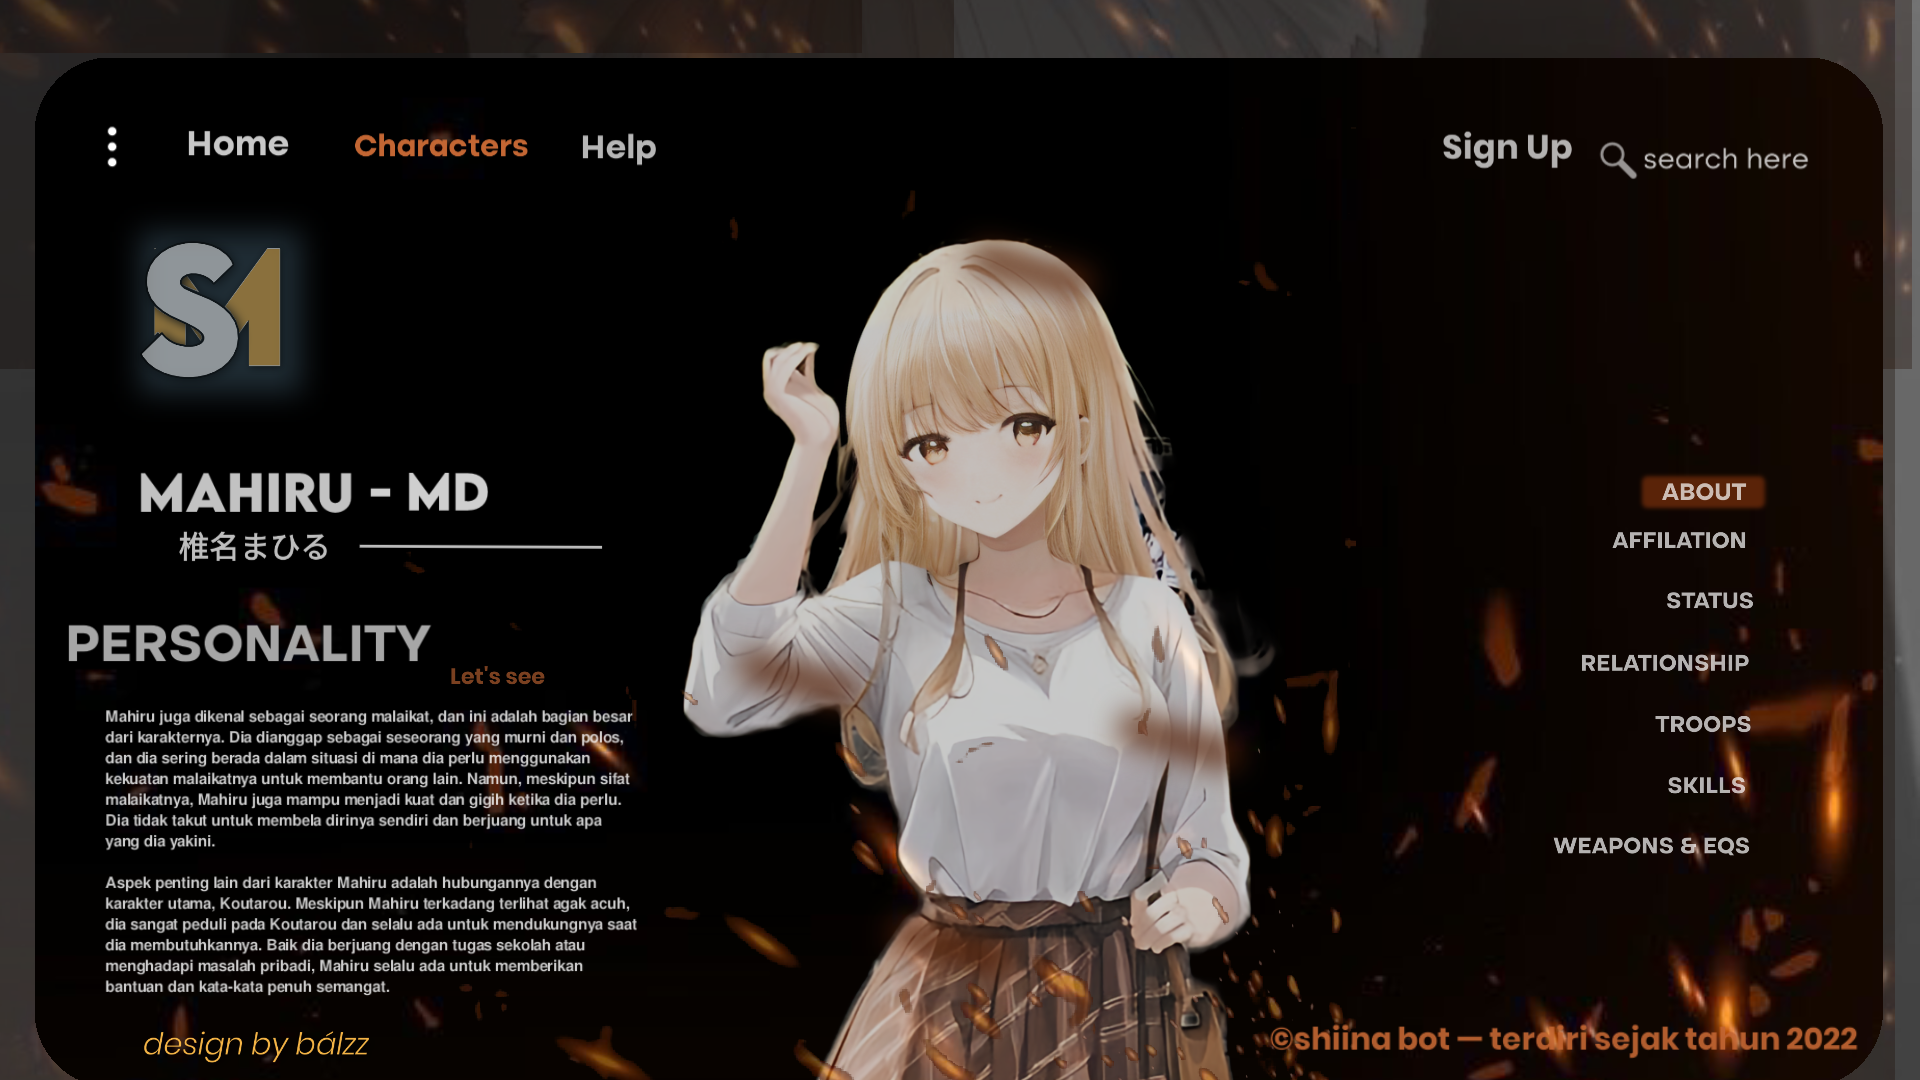 Home
Characters
Help
Sign Up
search here
SM
MAHIRU - MD
椎名まひる
PERSONALITY
Let's see
Mahiru juga dikenal sebagai seorang malaikat, dan ini adalah bagian besar
dari karakternya. Dia dianggap sebagai seseorang yang murni dan polos,
dan dia sering berada dalam situasi di mana dia perlu menggunakan
kekuatan malaikatnya untuk membantu orang lain. Namun, meskipun sifat
malaikatnya, Mahiru juga mampu menjadi kuat dan gigih ketika dia perlu.
Dia tidak takut untuk membela dirinya sendiri dan berjuang untuk apa
yang dia yakini.
Aspek penting lain dari karakter Mahiru adalah hubungannya dengan
karakter utama, Koutarou. Meskipun Mahiru terkadang terlihat agak acuh,
dia sangat peduli pada Koutarou dan selalu ada untuk mendukungnya saat
dia membutuhkannya. Baik dia berjuang dengan tugas sekolah atau
menghadapi masalah pribadi, Mahiru selalu ada untuk memberikan
bantuan dan kata-kata penuh semangat.
design by bálzz
ABOUT
AFFILATION
STATUS
RELATIONSHIP
TROOPS
SKILLS
WEAPONS & EQS
©shiina bot — terdiri sejak tahun 2022